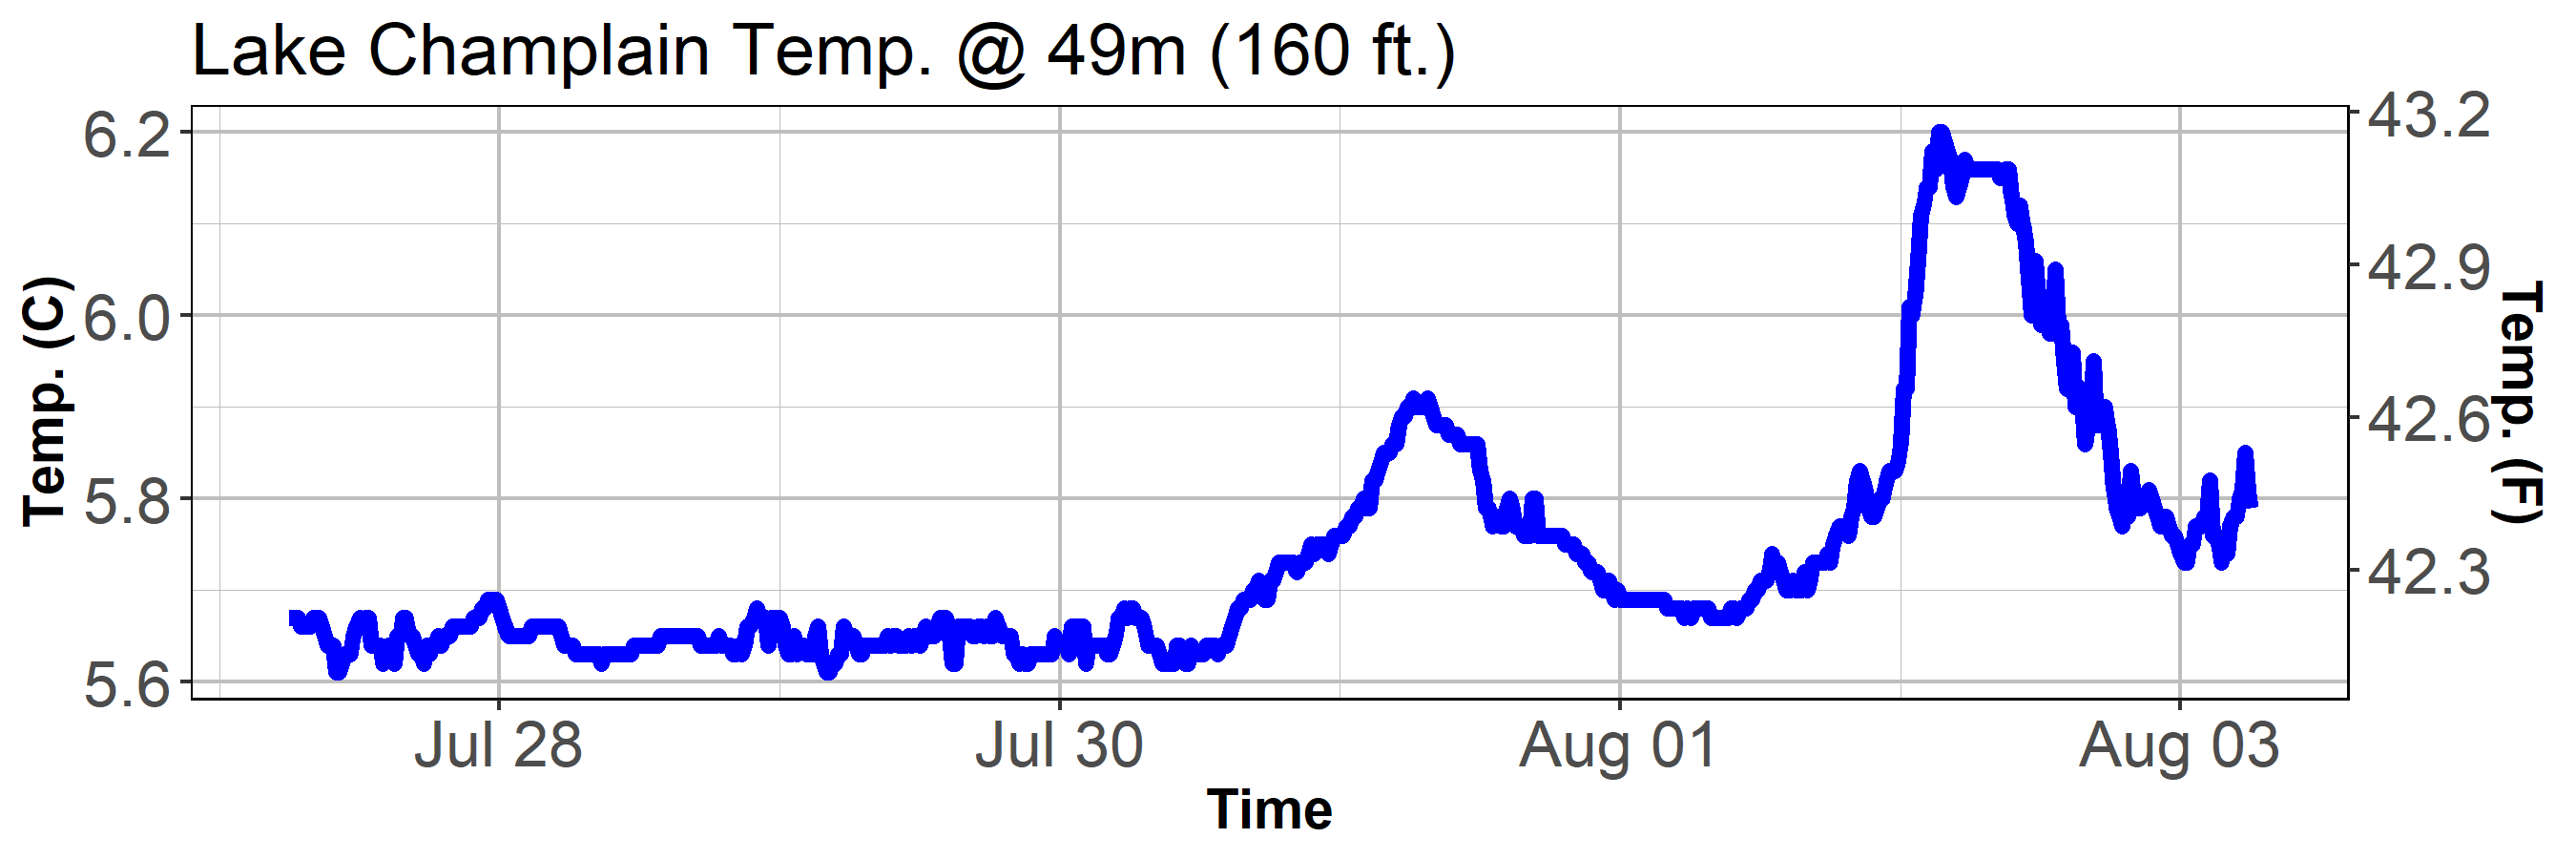 Lake Champlain Temp. @ 49m (160 ft.)
6.2
6.0
5.8
5.6
Temp. (C)
43.2
42.9
42.6
42.3
Temp. (F)
Jul 28
Jul 30
Aug 01
Aug 03
Time